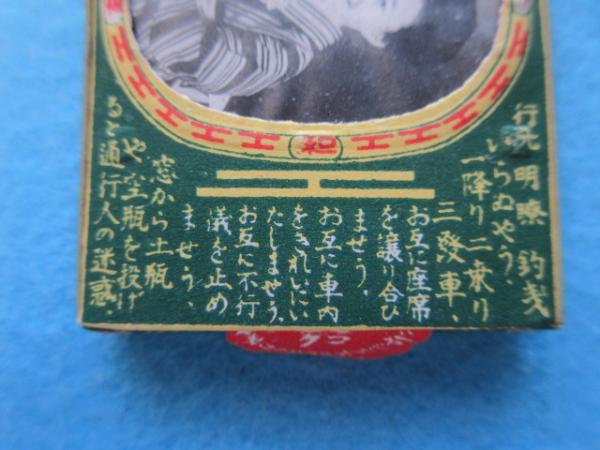 行先明瞭 釣銭
いらぬやう、
一降り二乗り
三発車、
お互に座席
を譲り合ひ
ませう。
お互に車内
をきれいにい
たしませう、
お互に不行
儀を止め
ませう、
窓から土瓶
や空瓶を投げ
ると通行人の迷惑、